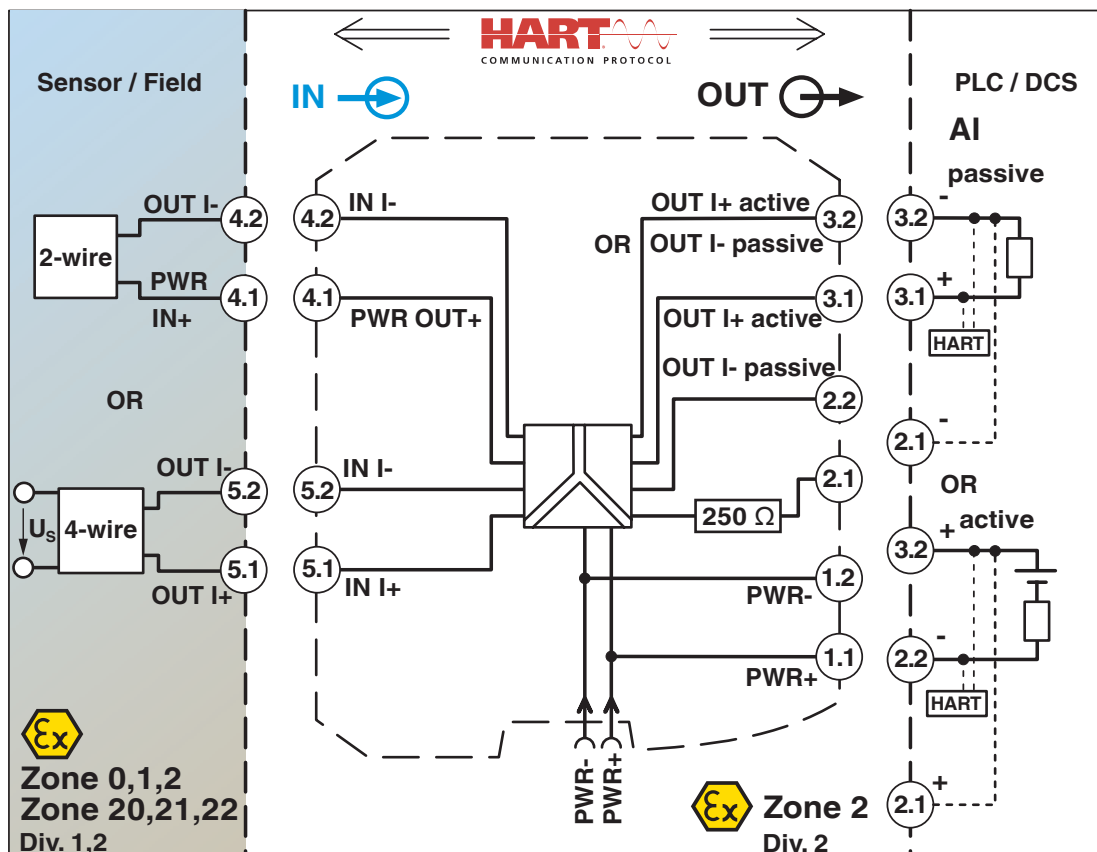 HART
COMMUNICATION PROTOCOL
Sensor / Field
IN
OUT
PLC / DCS
AI
passive
OUT I-
4.2
2-wire
PWR
IN+
4.1
OR
OUT I-
5.2
Us
4-wire
5.1
OUT I+
4.2
IN I-
4.1
PWR OUT+
5.2
IN I-
5.1
IN I+
OUT I+ active
OR
OUT I- passive
3.2
3.1
OUT I+ active
OUT I- passive
2.2
2.1
250 Ω
1.2
PWR-
1.1
PWR+
PWR-
PWR+
3.2
-
3.1
+
HART
2.1
-
OR
active
3.2
+
2.2
-
HART
2.1
+
Ex
Zone 0,1,2
Zone 20,21,22
Div. 1,2
Ex
Zone 2
Div. 2